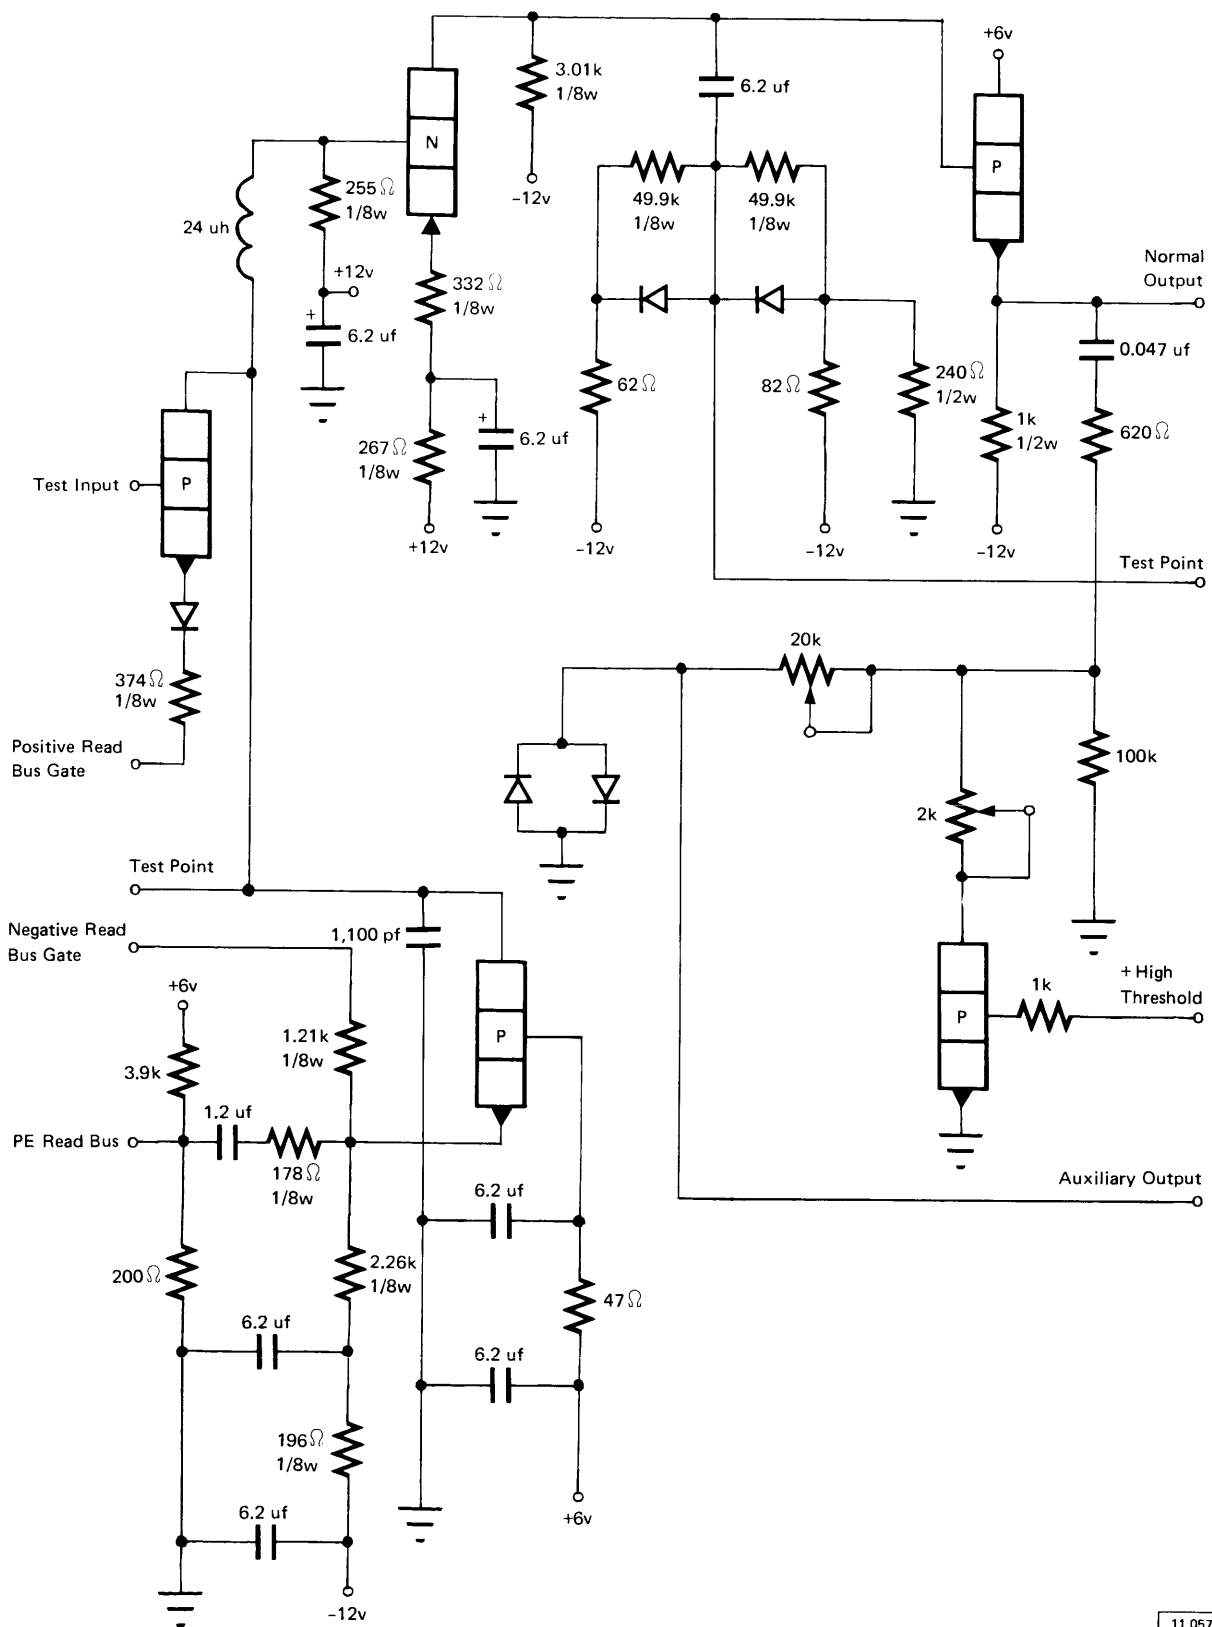 +6v
3.01k
1/8w
6.2 uf
N
P
255Ω
1/8w
-12v
49.9k
1/8w
49.9k
1/8w
24 uh
+12v
332Ω
1/8w
Normal
Output
+
6.2 uf
0.047 uf
62Ω
82Ω
240Ω
1/2w
1k
1/2w
620Ω
+
6.2 uf
267Ω
1/8w
Test Input
P
+12v
-12v
-12v
-12v
Test Point
20k
374Ω
1/8w
Positive Read
Bus Gate
100k
2k
Test Point
Negative Read
Bus Gate
1,100 pf
+ High
Threshold
1k
P
+6v
1.21k
1/8w
P
3.9k
1.2 uf
PE Read Bus
178Ω
1/8w
Auxiliary Output
6.2 uf
200Ω
2.26k
1/8w
47Ω
6.2 uf
6.2 uf
196Ω
1/8w
6.2 uf
+6v
-12v
11 057